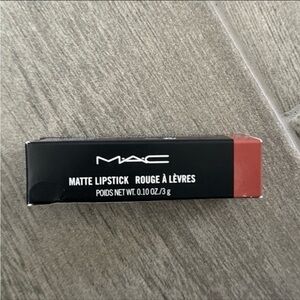 MAC
MATTE LIPSTICK ROUGE À LÈVRES
POIDS NET WT. 0.10 OZ./3 g